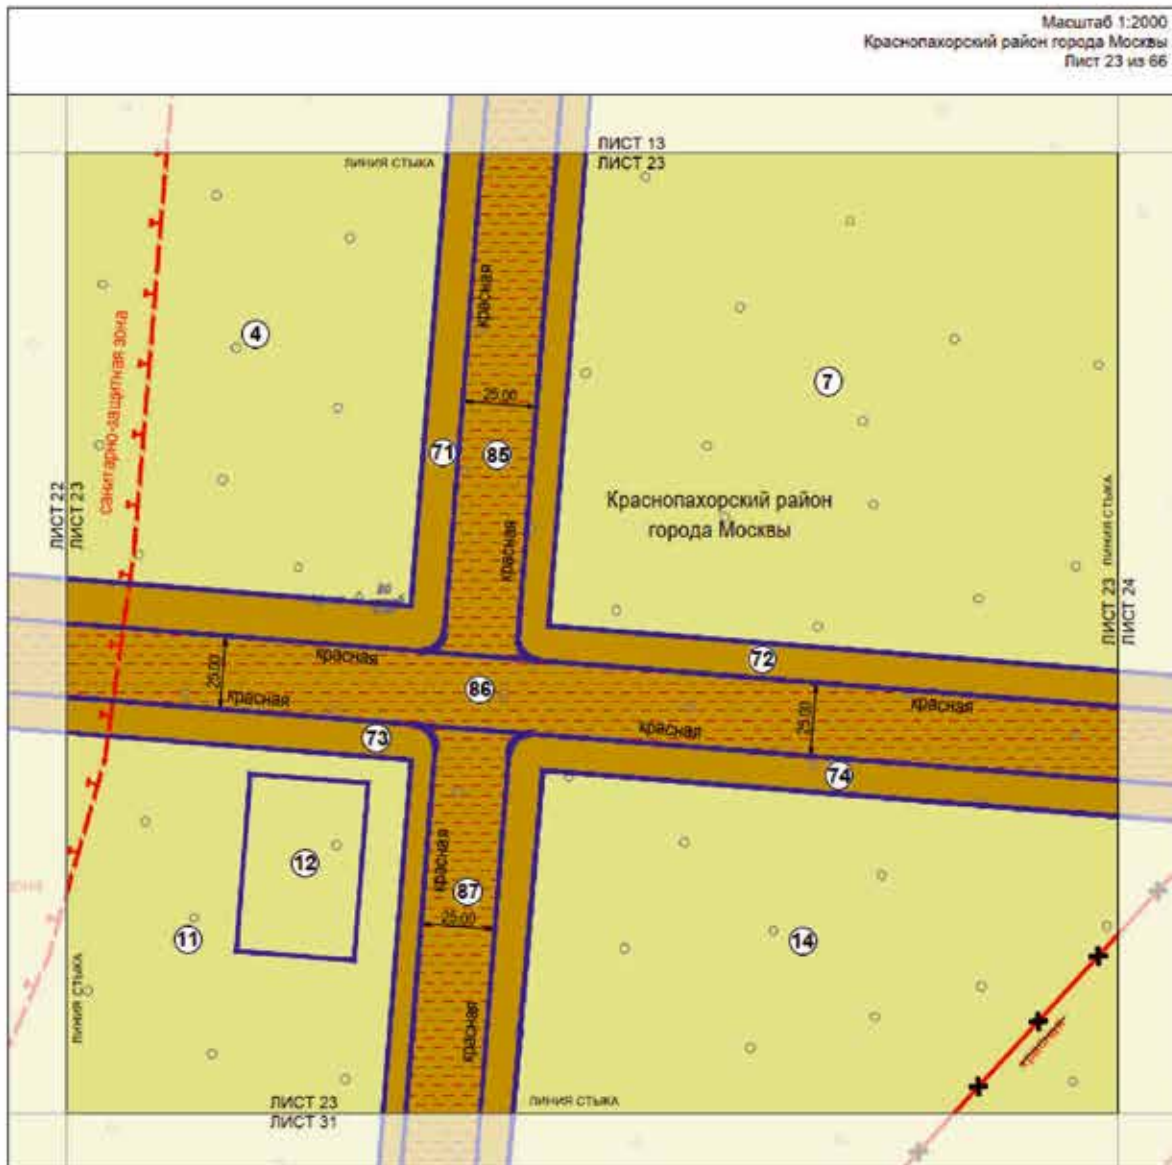 Масштаб 1:2000
Краснопахорский район города Москвы
Лист 23 из 66
ЛИСТ 13
ЛИНИЯ СТЫКА
ЛИСТ 23
красная
4
санитарно-защитная зона
7
25.00
71
85
Краснопахорский район
города Москвы
ЛИНИЯ СТЫКА
ЛИСТ 22
ЛИСТ 23
красная
80
ЛИСТ 23
ЛИСТ 24
красная
72
25.00
86
красная
красная
25.00
красная
73
74
12
красная
87
зона
25.00
11
14
ЛИНИЯ СТЫКА
красная
красная
ЛИСТ 23
ЛИНИЯ СТЫКА
ЛИСТ 31